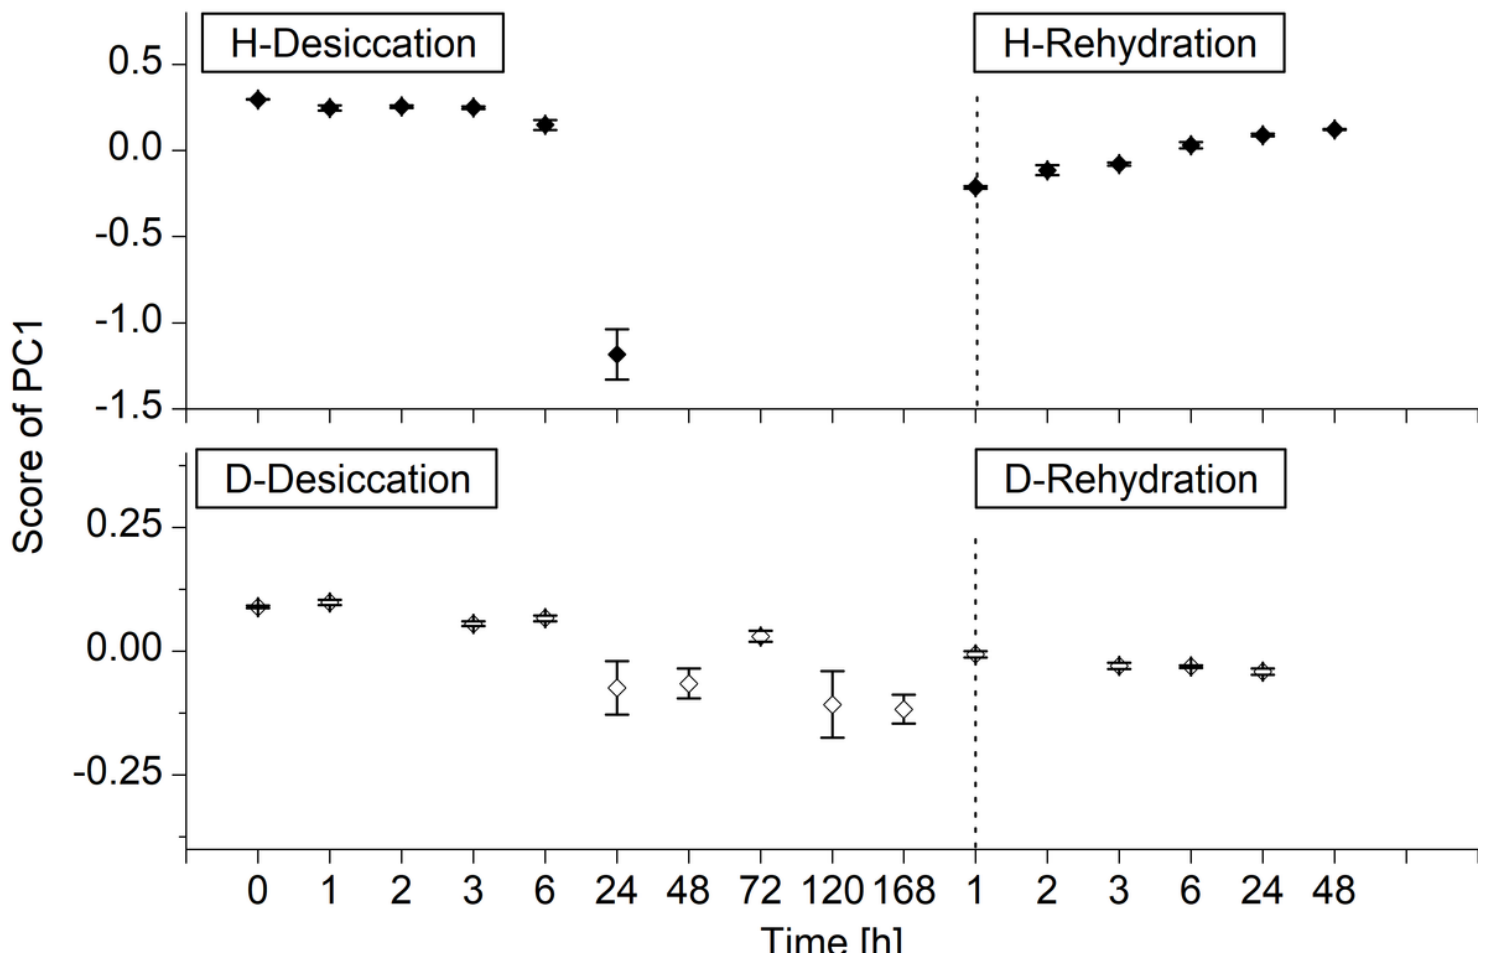 H-Desiccation H-Rehydration
0.5
0.0
-0.5
-1.0
-1.5
Score of PC1
D-Desiccation D-Rehydration
0.25
0.00
-0.25
0 1 2 3 6 24 48 72 120 168 1 2 3 6 24 48
Time [h]